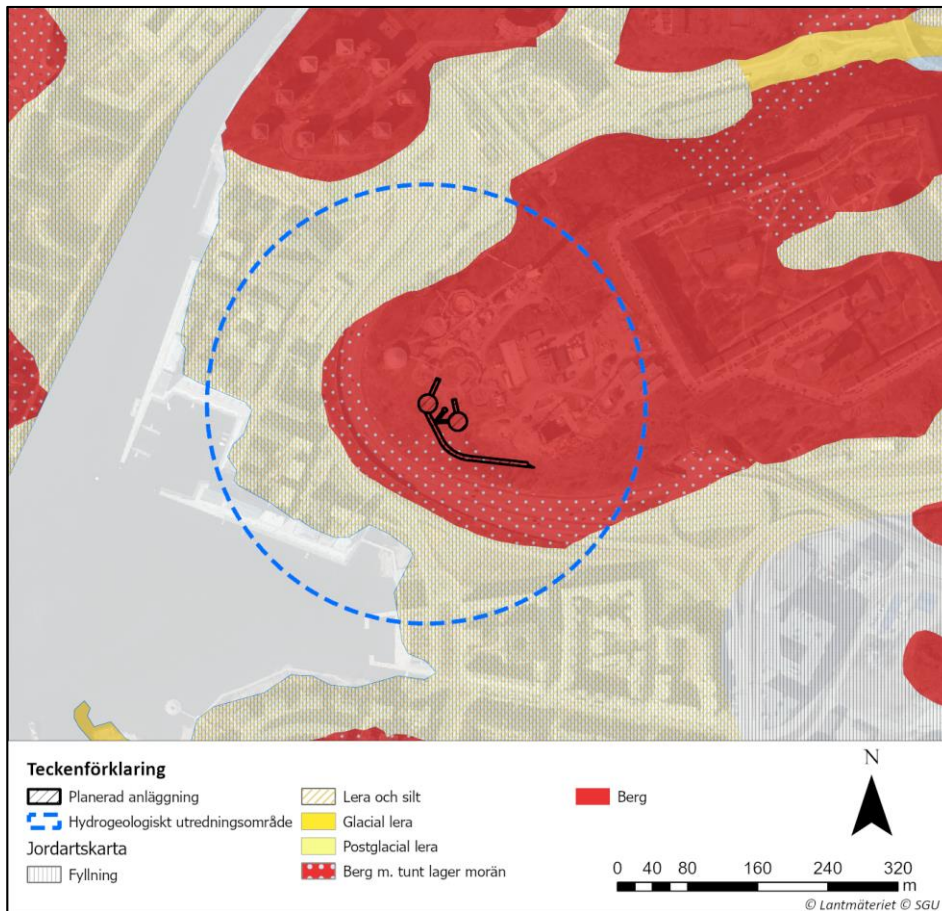 Teckenförklaring
Planerad anläggning
Hydrogeologiskt utredningsområde
Jordartskarta
Fyllning
Lera och silt
Glacial lera
Postglacial lera
Berg m. tunt lager morän
Berg
N
0 40 80 160 240 320
m
© Lantmäteriet © SGU